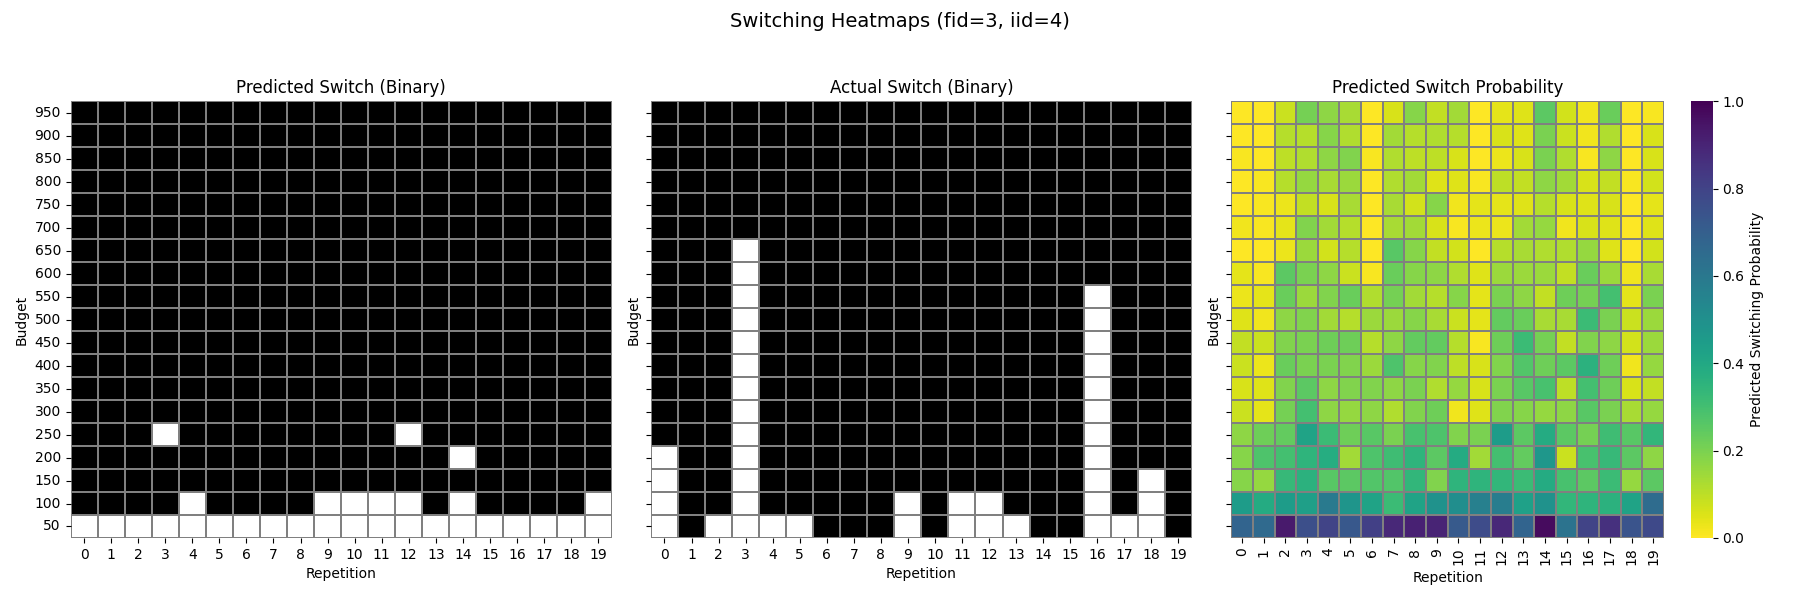 Switching Heatmaps (fid=3, iid=4)
Predicted Switch (Binary)
Actual Switch (Binary)
Predicted Switch Probability
950
900
850
800
750
700
650
600
550
500
450
400
350
300
250
200
150
100
50
Budget
0 1 2 3 4 5 6 7 8 9 10 11 12 13 14 15 16 17 18 19
Repetition
Budget
0 1 2 3 4 5 6 7 8 9 10 11 12 13 14 15 16 17 18 19
Repetition
Budget
0 1 2 3 4 5 6 7 8 9 10 11 12 13 14 15 16 17 18 19
Repetition
1.0
0.8
0.6
0.4
0.2
0.0
Predicted Switching Probability